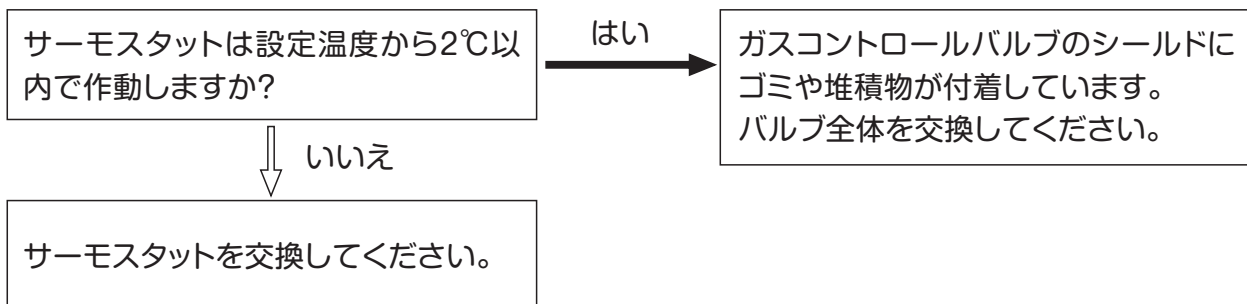 サーモスタットは設定温度から2℃以
内で作動しますか?
はい
ガスコントロールバルブのシールドに
ゴミや堆積物が付着しています。
バルブ全体を交換してください。
いいえ
サーモスタットを交換してください。